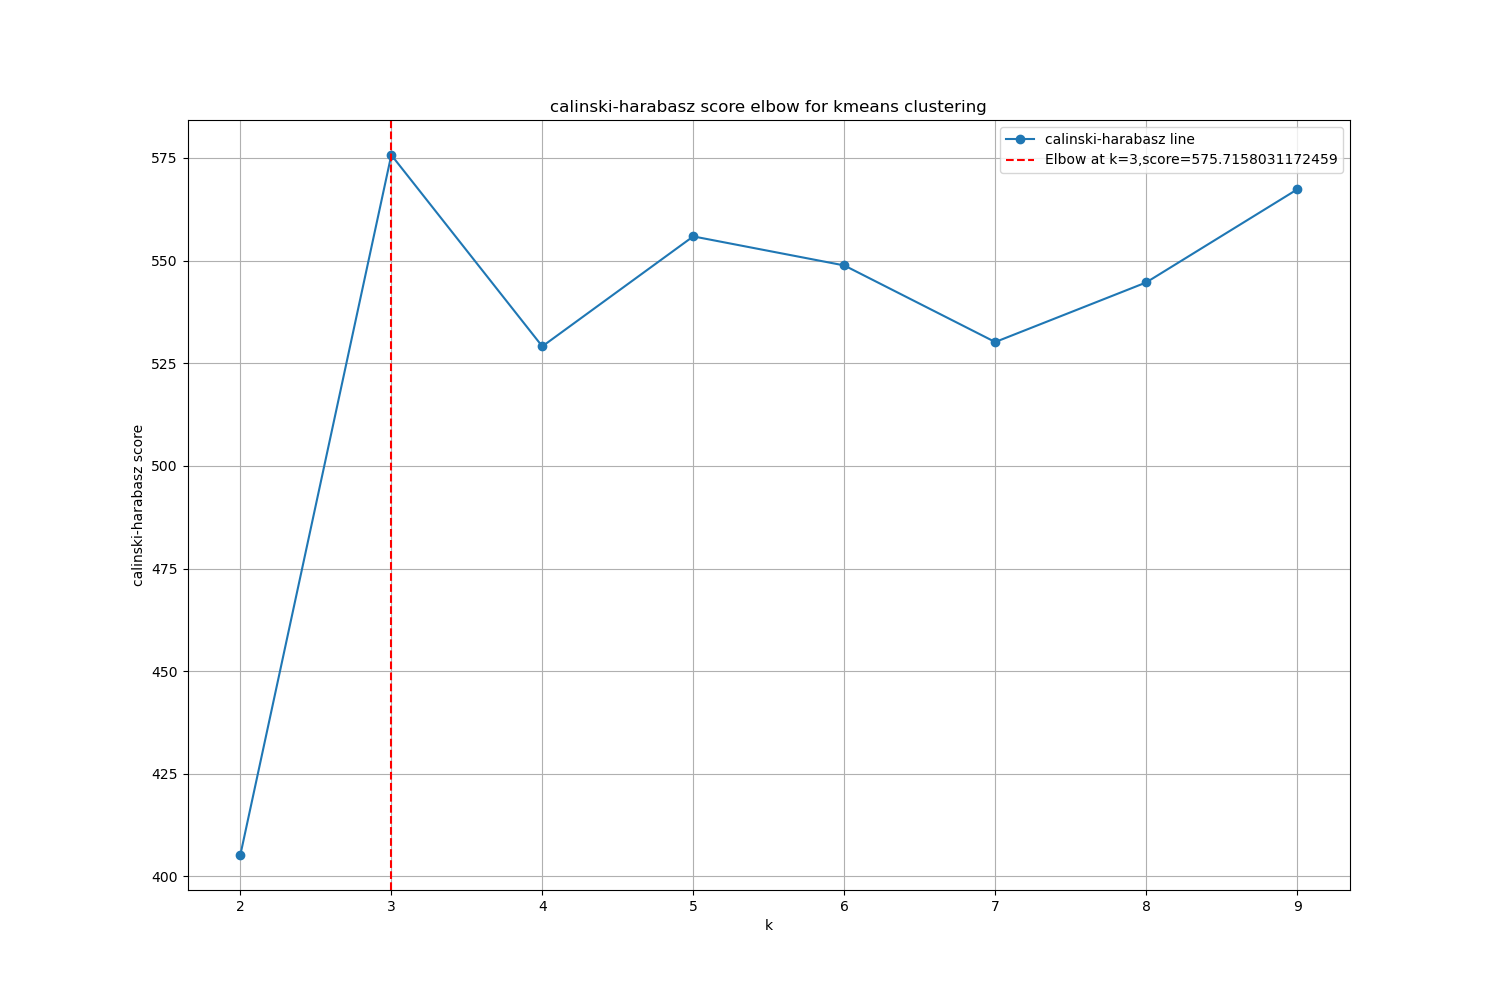 calinski-harabasz score elbow for kmeans clustering
calinski-harabasz line
Elbow at k=3,score=575.7158031172459
575
550
525
500
475
450
425
400
calinski-harabasz score
2 3 4 5 6 7 8 9
k